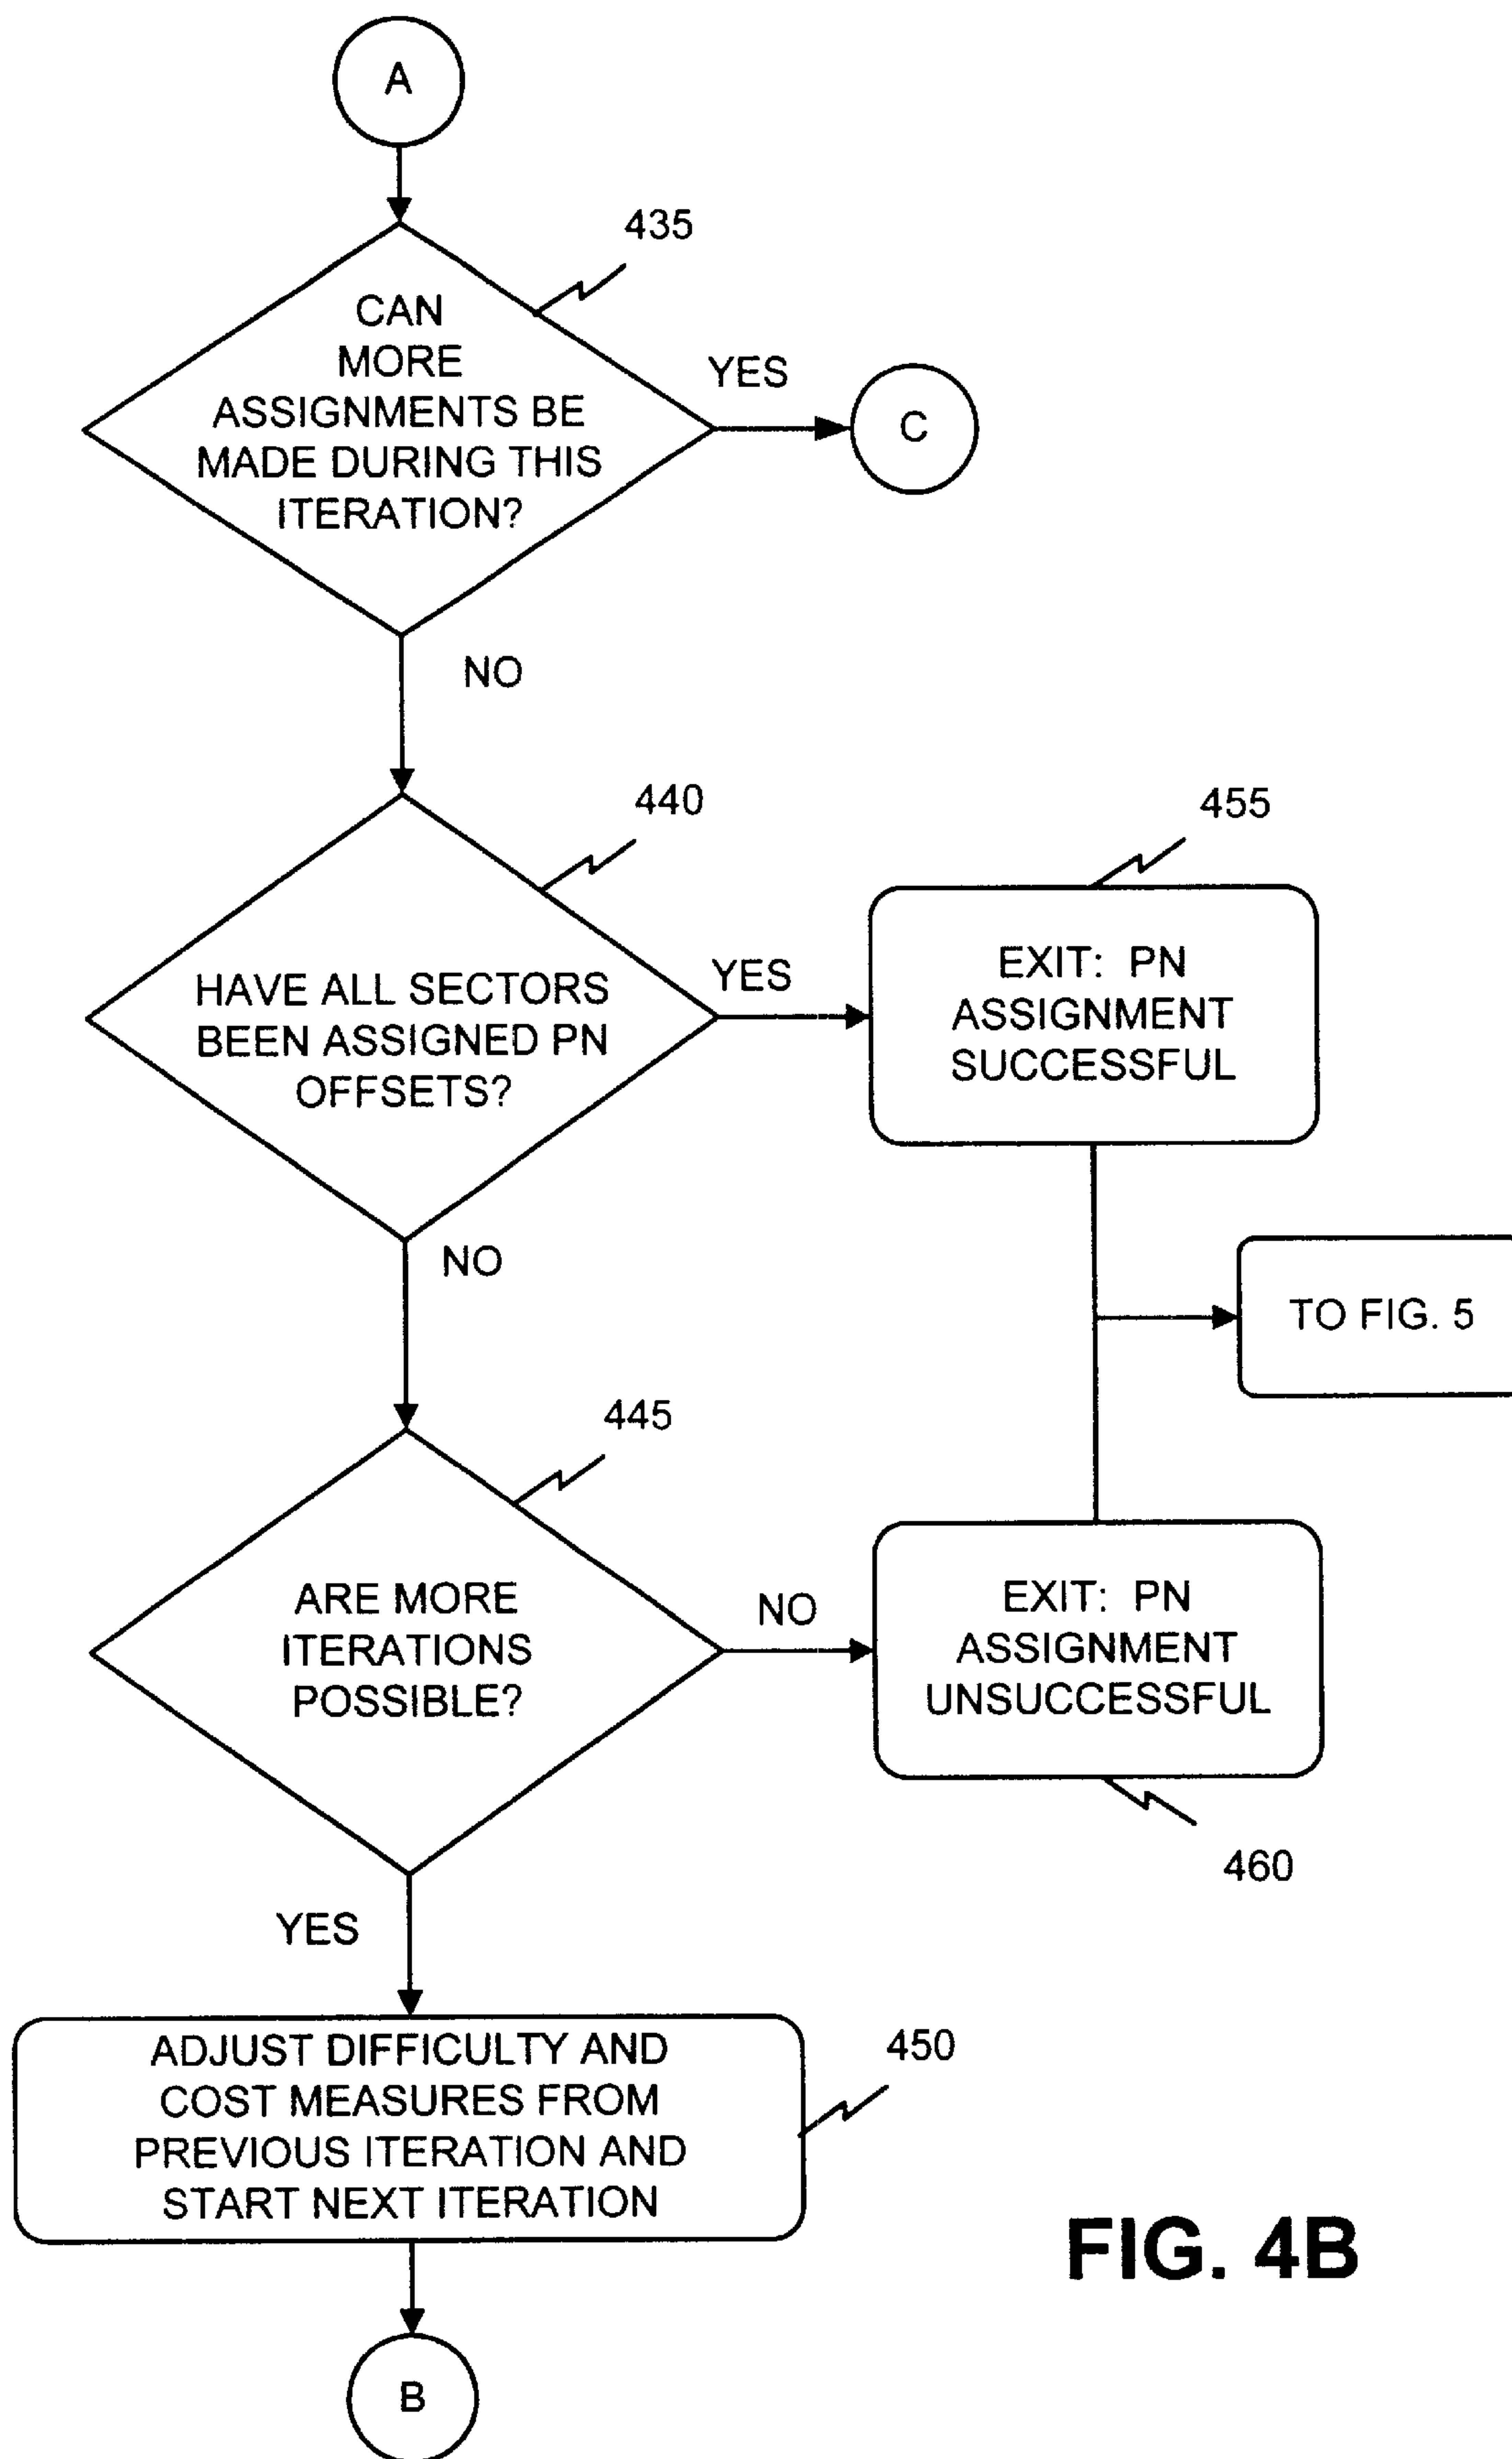 A
435
CAN
MORE
ASSIGNMENTS BE
MADE DURING THIS
ITERATION?
YES
C
NO
440
455
HAVE ALL SECTORS
BEEN ASSIGNED PN
OFFSETS?
YES
EXIT: PN
ASSIGNMENT
SUCCESSFUL
NO
TO FIG. 5
445
ARE MORE
ITERATIONS
POSSIBLE?
NO
EXIT: PN
ASSIGNMENT
UNSUCCESSFUL
460
YES
ADJUST DIFFICULTY AND
COST MEASURES FROM
PREVIOUS ITERATION AND
START NEXT ITERATION
450
FIG. 4B
B